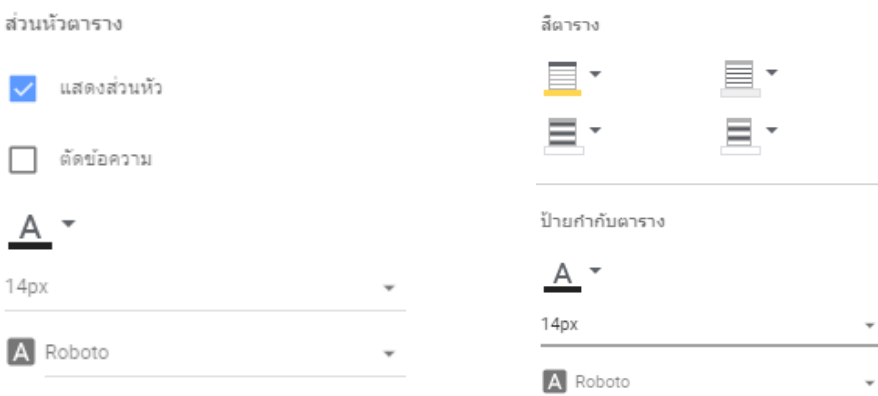 ส่วนหัวตาราง
แสดงส่วนหัว
ตัดข้อความ
A
14px
A Roboto
สีตาราง
ป้ายกำกับตาราง
A
14px
A Roboto